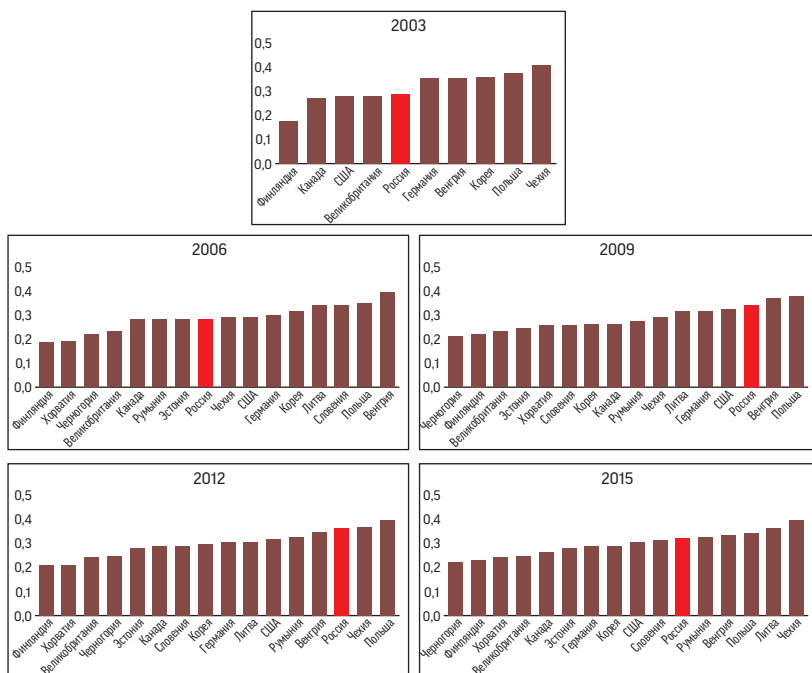 2003
0,5
0,4
0,3
0,2
0,1
0,0
Финляндия
Канада
США
Великобритания
Россия
Германия
Венгрия
Корея
Польша
Чехия
2006
0,5
0,4
0,3
0,2
0,1
0,0
Финляндия
Хорватия
Черногория
Великобритания
Канада
Румыния
Эстония
Россия
Чехия
США
Германия
Корея
Литва
Словения
Польша
Венгрия
2009
0,5
0,4
0,3
0,2
0,1
0,0
Черногория
Финляндия
Великобритания
Эстония
Хорватия
Словения
Корея
Канада
Румыния
Чехия
Литва
Германия
США
Россия
Венгрия
Польша
2012
0,5
0,4
0,3
0,2
0,1
0,0
Финляндия
Хорватия
Великобритания
Черногория
Эстония
Канада
Словения
Корея
Германия
Литва
США
Румыния
Венгрия
Россия
Чехия
Польша
2015
0,5
0,4
0,3
0,2
0,1
0,0
Черногория
Финляндия
Хорватия
Великобритания
Канада
Эстония
Германия
Корея
США
Словения
Россия
Румыния
Венгрия
Польша
Литва
Чехия